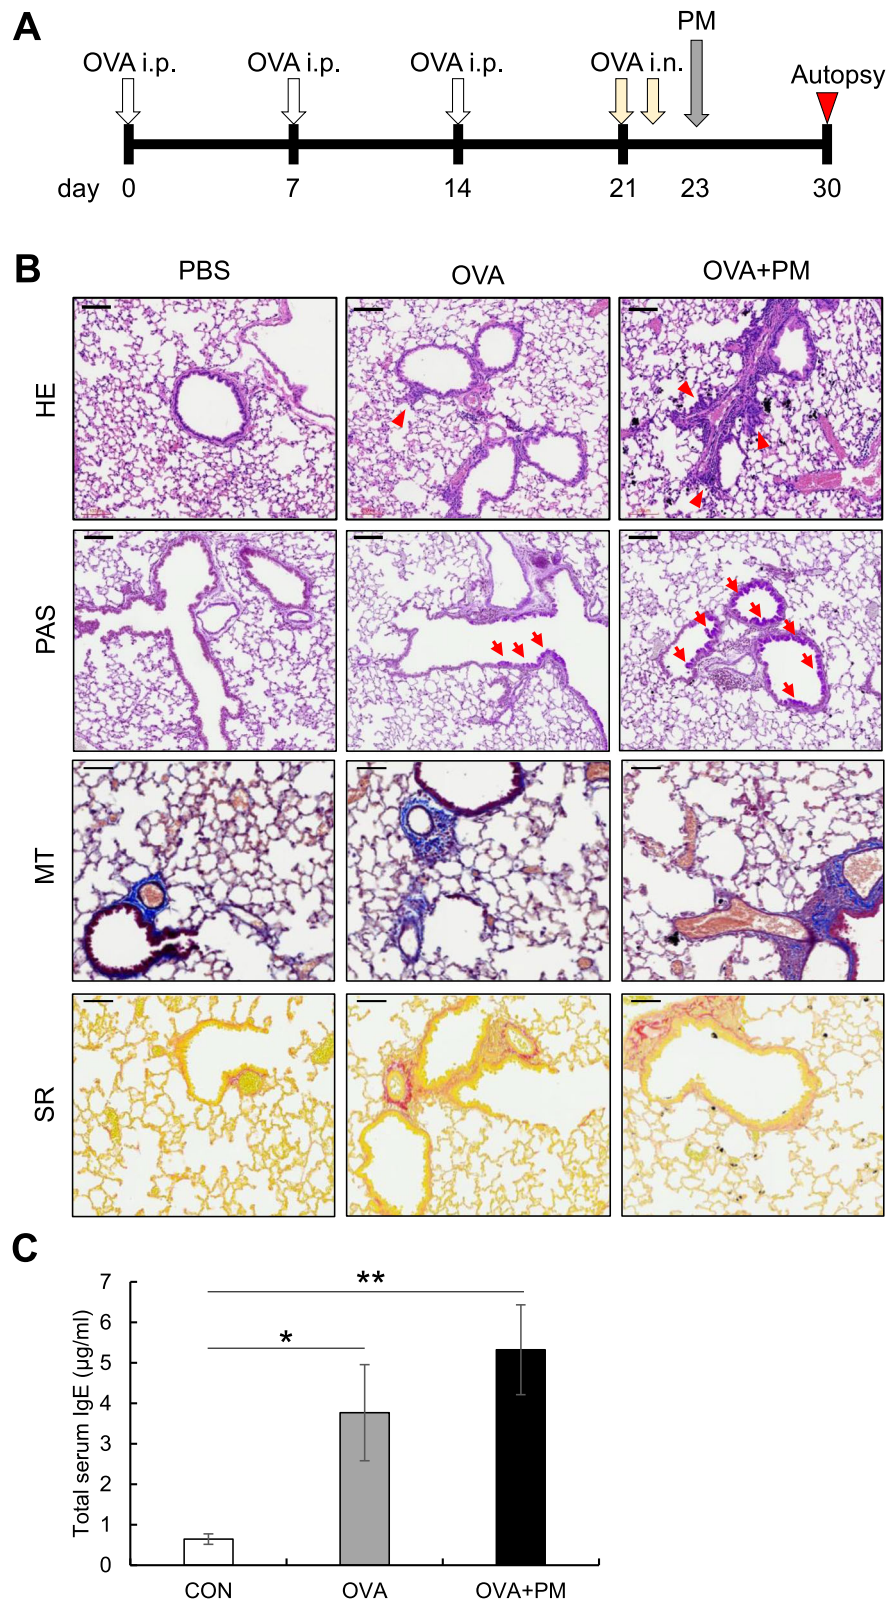 A
PM
OVA i.p. OVA i.p. OVA i.p. OVA i.n.
Autopsy
day 0 7 14 21 23 30
B
PBS OVA OVA+PM
HE
PAS
MT
SR
C
Total serum IgE (μg/ml)
7
6
5
4
3
2
1
0
**
*
CON OVA OVA+PM